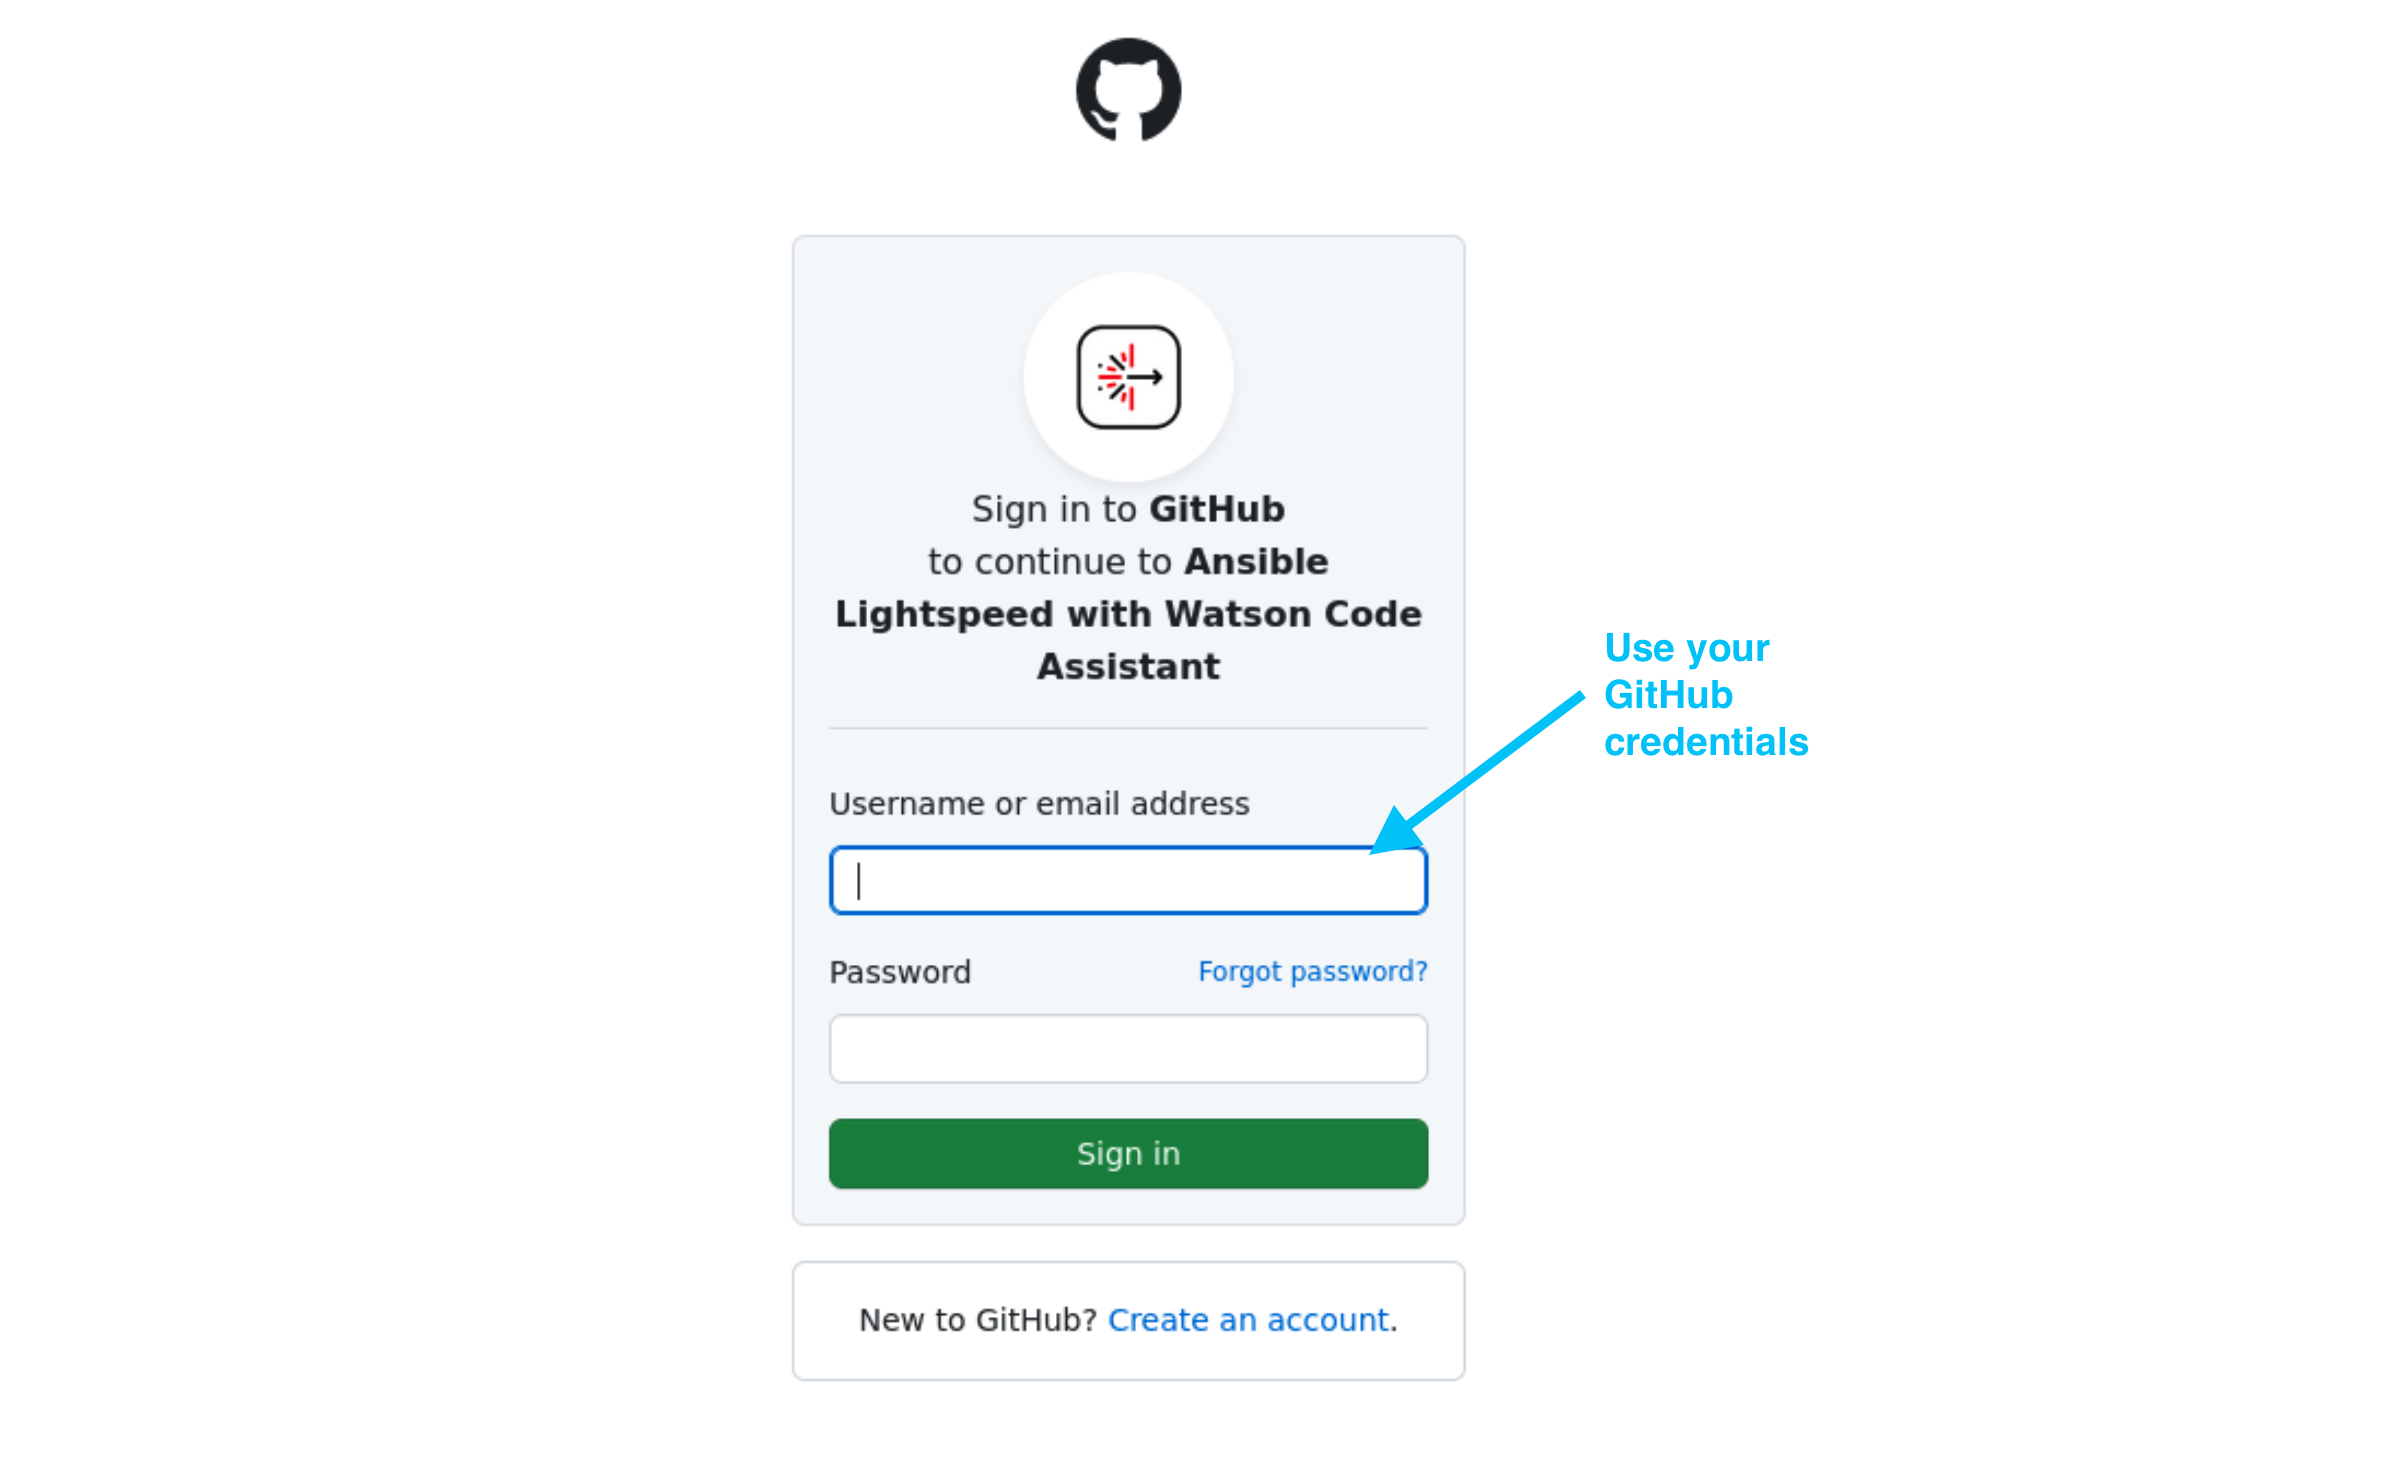 Sign in to GitHub
to continue to Ansible
Lightspeed with Watson Code
Assistant
Use your
GitHub
credentials
Username or email address
Password
Forgot password?
Sign in
New to GitHub? Create an account.